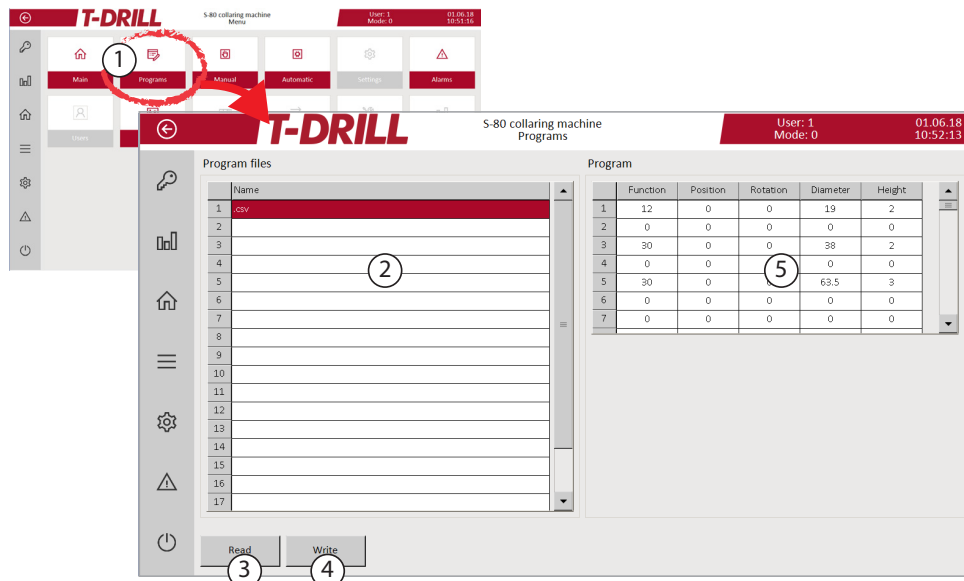 T-DRILL
S-80 collaring machine
Menu
User: 1
Mode: 0
01.06.18
10:51:16
1
Main Programs Manual Automatic Settings Alarms
Users
T-DRILL
S-80 collaring machine
Programs
User: 1
Mode: 0
01.06.18
10:52:13
Program files
Name
1 .csv
2
3
4
5
6
7
8
9
10
11
12
13
14
15
16
17
2
Read Write
3 4
Program
Function Position Rotation Diameter Height
1 12 0 0 19 2
2 0 0 0 0 0
3 30 0 0 38 2
4 0 0 0 0 0
5 30 0 0 63.5 3
6 0 0 0 0 0
7 0 0 0 0 0
5